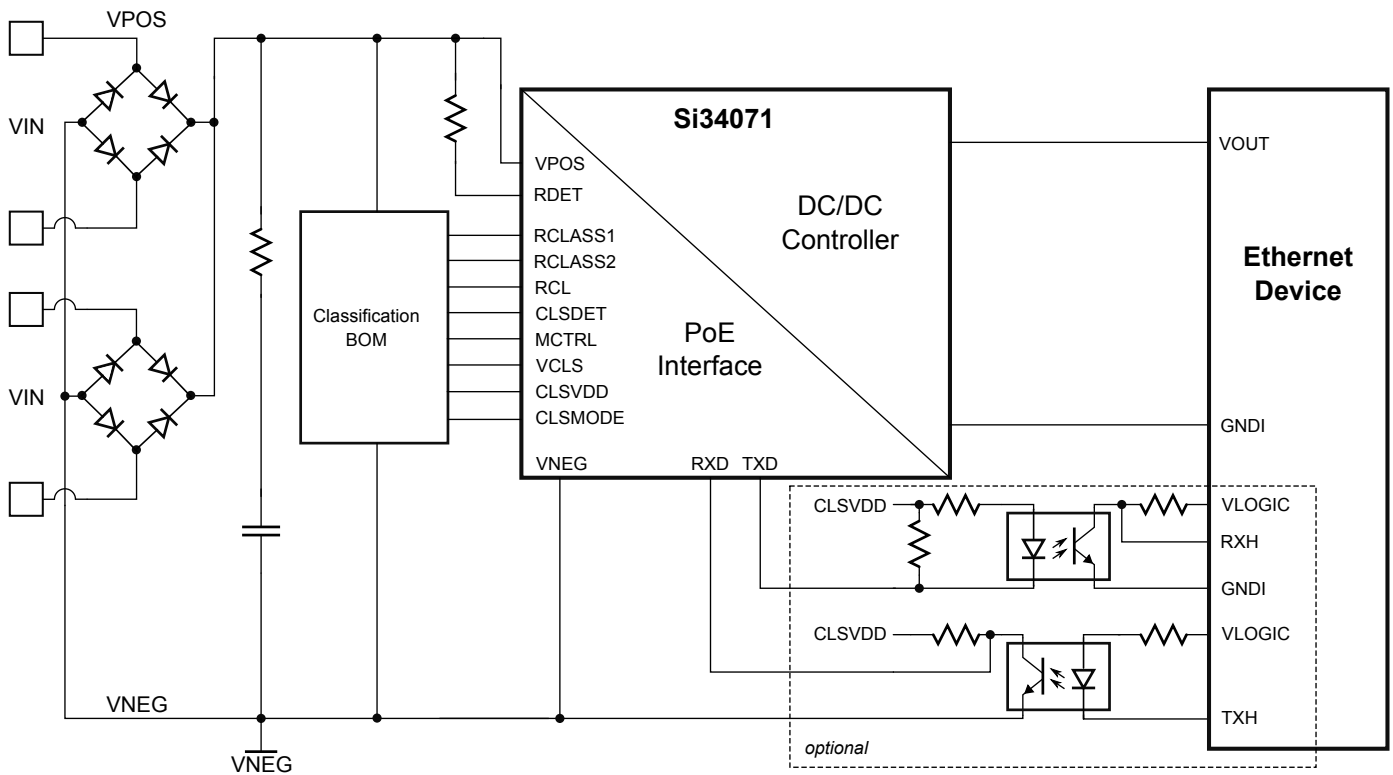 VPOS
VIN
VIN
VNEG
VNEG
Classification
BOM
Si34071
VPOS
RDET
RCLASS1
RCLASS2
RCL
CLSDET
MCTRL
VCLS
CLSVDD
CLSMODE
VNEG
RXD
TXD
DC/DC
Controller
PoE
Interface
Ethernet
Device
VOUT
GNDI
CLSVDD
VLOGIC
RXH
GNDI
CLSVDD
VLOGIC
TXH
optional